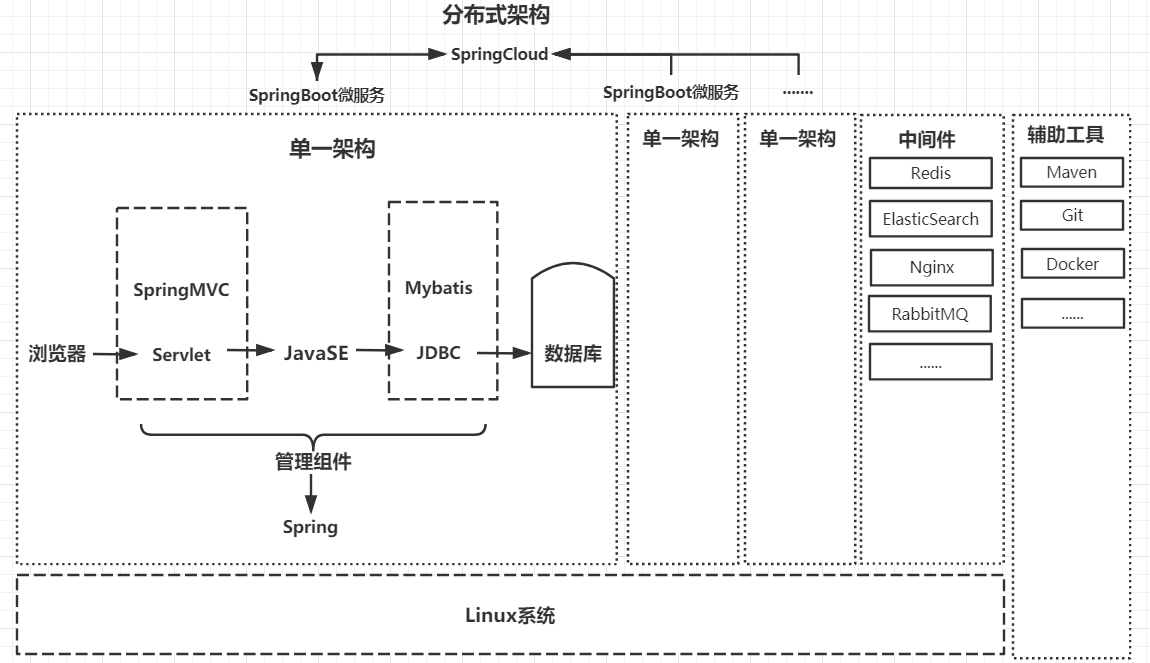 分布式架构
SpringCloud
SpringBoot微服务
SpringBoot微服务
.......
单一架构
SpringMVC
Mybatis
浏览器
Servlet
JavaSE
JDBC
数据库
管理组件
Spring
单一架构
单一架构
中间件
Redis
ElasticSearch
Nginx
RabbitMQ
......
辅助工具
Maven
Git
Docker
......
Linux系统